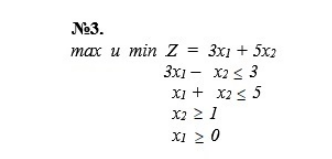 №3.
max и min Z = 3x1 + 5x2
3x1 − x2 ≤ 3
x1 + x2 ≤ 5
x2 ≥ 1
x1 ≥ 0